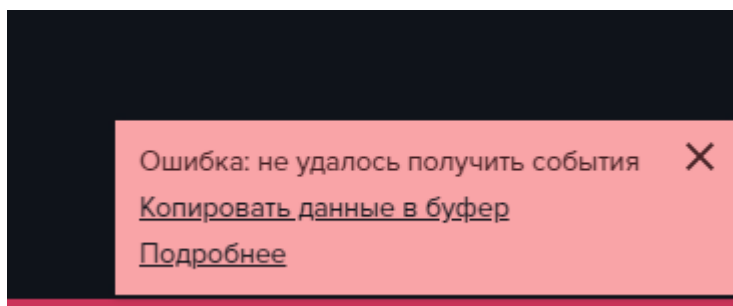 Ошибка: не удалось получить события
Копировать данные в буфер
Подробнее